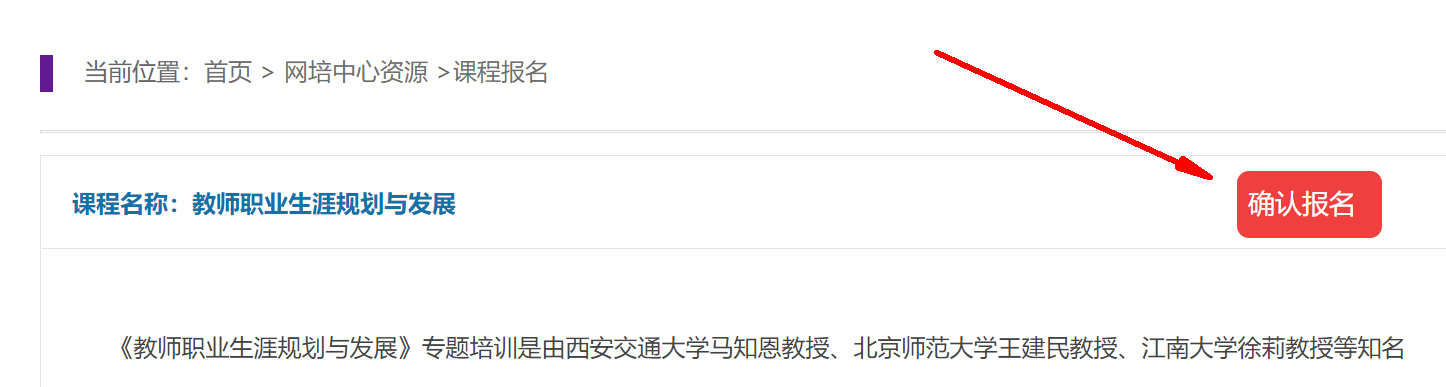 当前位置：首页 > 网培中心资源 >课程报名
课程名称：教师职业生涯规划与发展
确认报名
《教师职业生涯规划与发展》专题培训是由西安交通大学马知恩教授、北京师范大学王建民教授、江南大学徐莉教授等知名